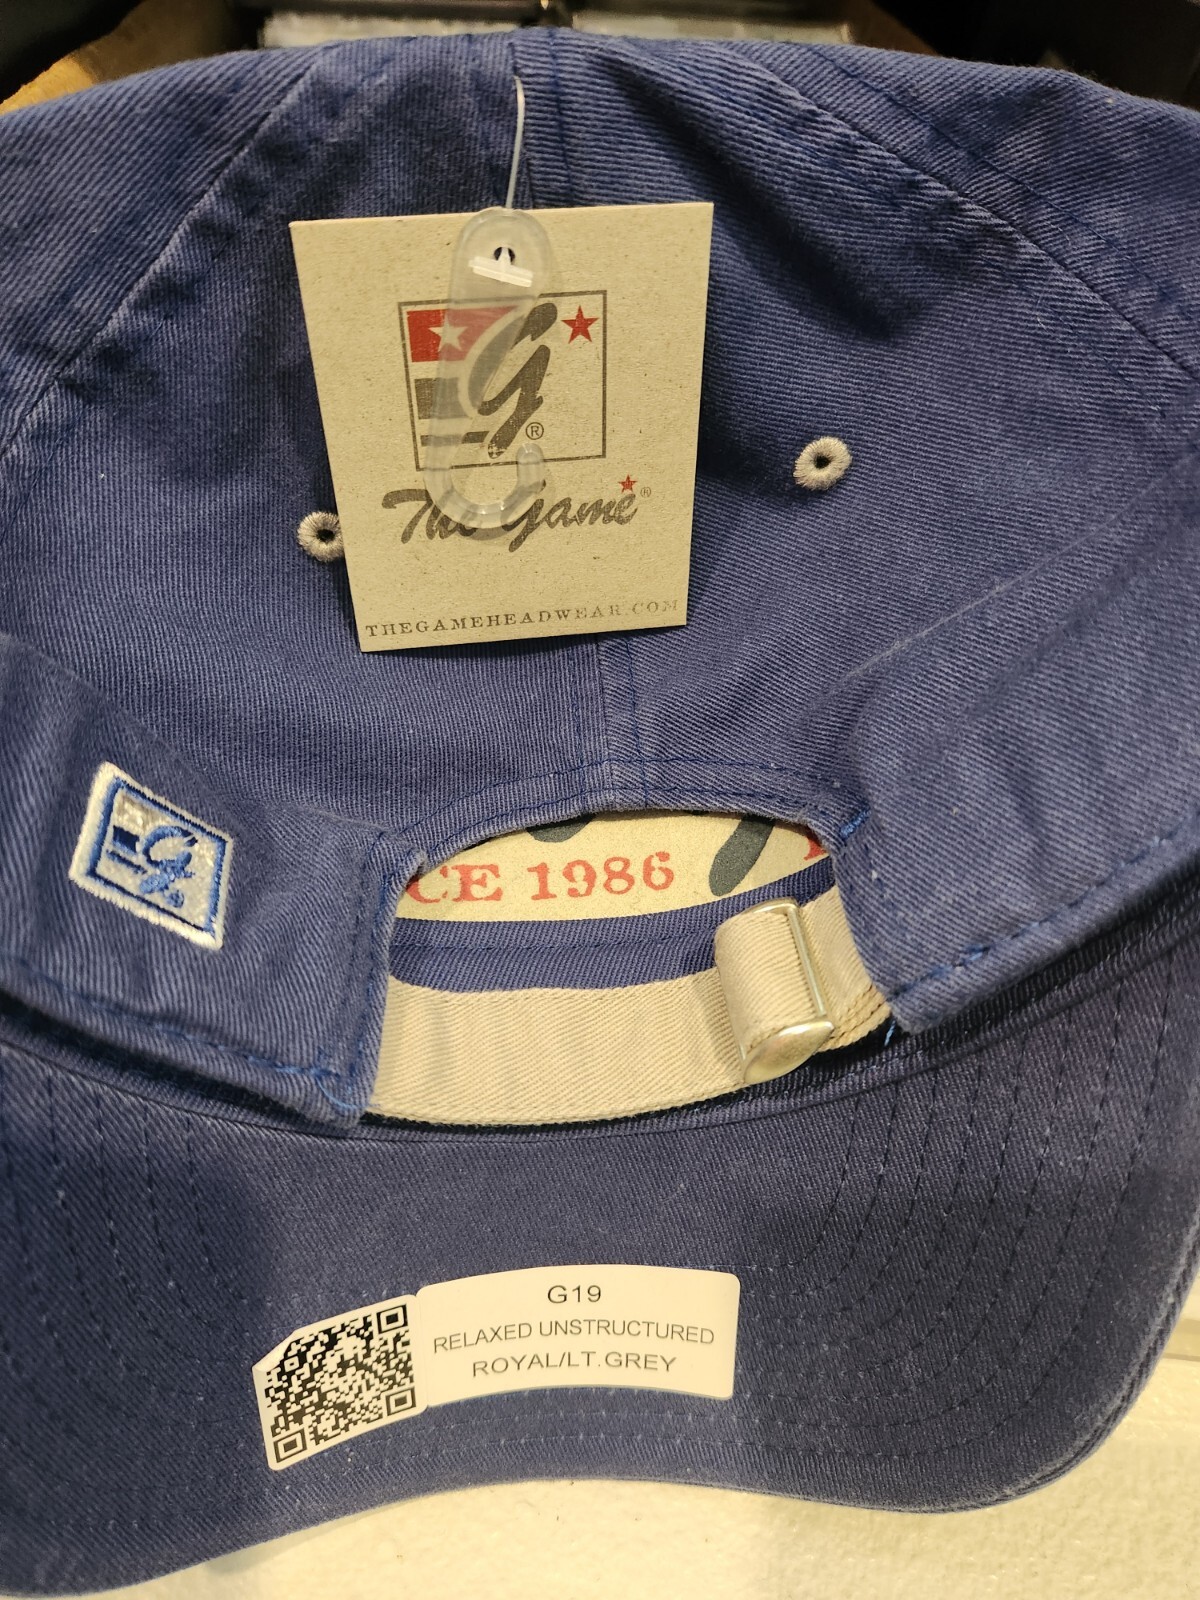 G
®
The Game®
THEGAMEHEADWEAR.COM
G
CE 1986
G19
RELAXED UNSTRUCTURED
ROYAL/LT.GREY